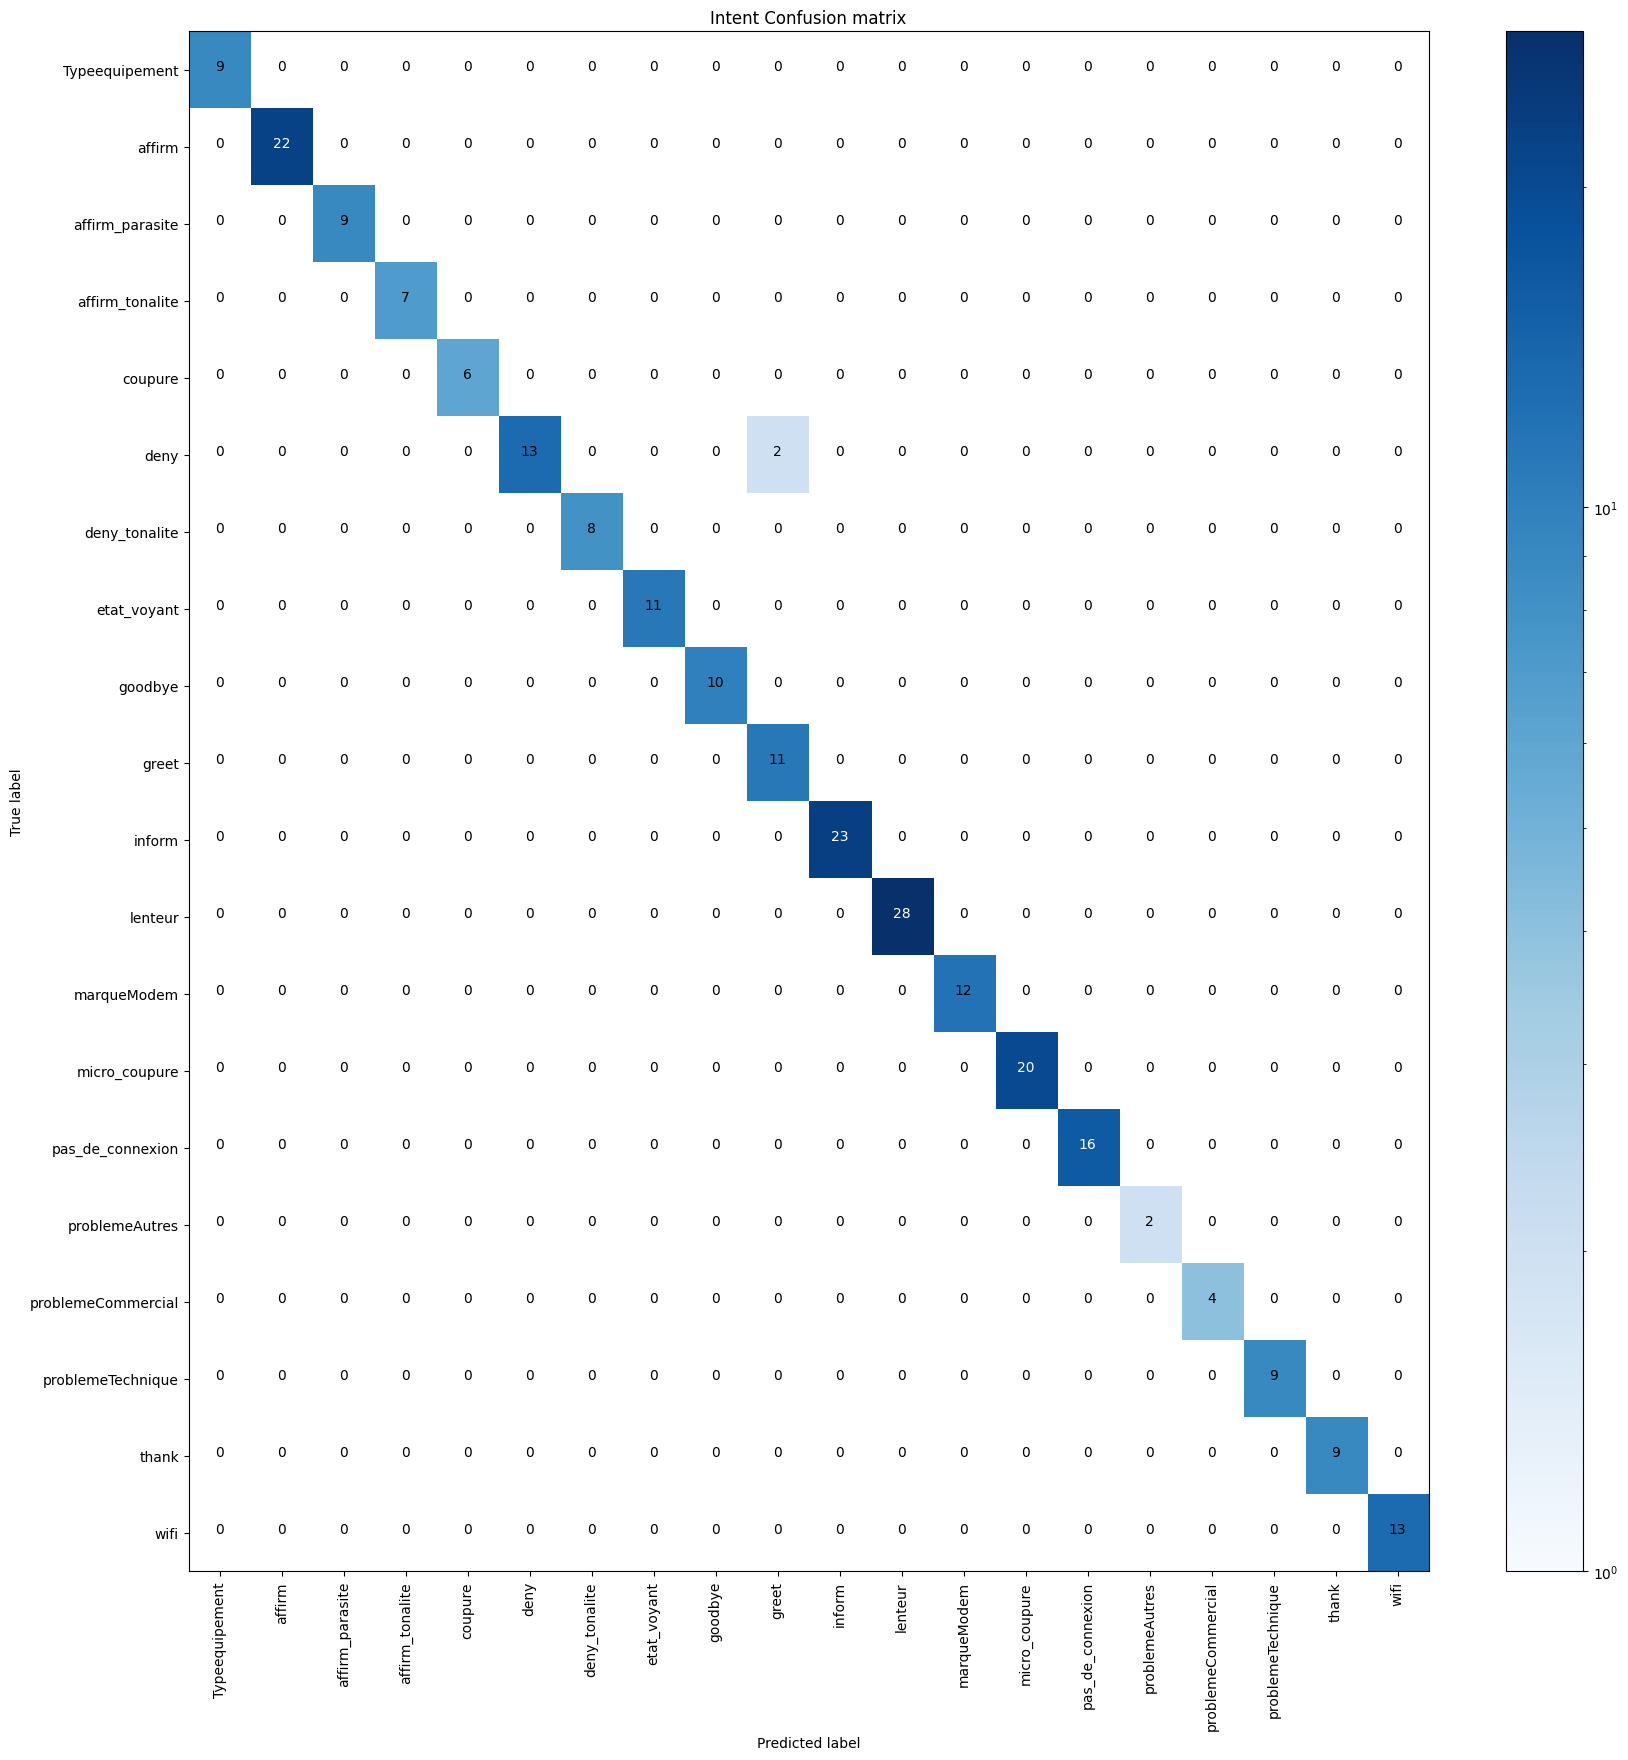 Intent Confusion matrix
Typeequipement 9 0 0 0 0 0 0 0 0 0 0 0 0 0 0 0 0 0 0 0
affirm 0 22 0 0 0 0 0 0 0 0 0 0 0 0 0 0 0 0 0 0
affirm_parasite 0 0 9 0 0 0 0 0 0 0 0 0 0 0 0 0 0 0 0 0
affirm_tonalite 0 0 0 7 0 0 0 0 0 0 0 0 0 0 0 0 0 0 0 0
coupure 0 0 0 0 6 0 0 0 0 0 0 0 0 0 0 0 0 0 0 0
deny 0 0 0 0 0 13 0 0 0 2 0 0 0 0 0 0 0 0 0 0
deny_tonalite 0 0 0 0 0 0 8 0 0 0 0 0 0 0 0 0 0 0 0 0
10¹
etat_voyant 0 0 0 0 0 0 0 11 0 0 0 0 0 0 0 0 0 0 0 0
goodbye 0 0 0 0 0 0 0 0 10 0 0 0 0 0 0 0 0 0 0 0
greet 0 0 0 0 0 0 0 0 0 11 0 0 0 0 0 0 0 0 0 0
True label
inform 0 0 0 0 0 0 0 0 0 0 23 0 0 0 0 0 0 0 0 0
lenteur 0 0 0 0 0 0 0 0 0 0 0 28 0 0 0 0 0 0 0 0
marqueModem 0 0 0 0 0 0 0 0 0 0 0 0 12 0 0 0 0 0 0 0
micro_coupure 0 0 0 0 0 0 0 0 0 0 0 0 0 20 0 0 0 0 0 0
pas_de_connexion 0 0 0 0 0 0 0 0 0 0 0 0 0 0 16 0 0 0 0 0
problemeAutres 0 0 0 0 0 0 0 0 0 0 0 0 0 0 0 2 0 0 0 0
problemeCommercial 0 0 0 0 0 0 0 0 0 0 0 0 0 0 0 0 4 0 0 0
problemeTechnique 0 0 0 0 0 0 0 0 0 0 0 0 0 0 0 0 0 9 0 0
thank 0 0 0 0 0 0 0 0 0 0 0 0 0 0 0 0 0 0 9 0
wifi 0 0 0 0 0 0 0 0 0 0 0 0 0 0 0 0 0 0 0 13
10⁰
Typeequipement
affirm
affirm_parasite
affirm_tonalite
coupure
deny
deny_tonalite
etat_voyant
goodbye
greet
inform
lenteur
marqueModem
micro_coupure
pas_de_connexion
problemeAutres
problemeCommercial
problemeTechnique
thank
wifi
Predicted label